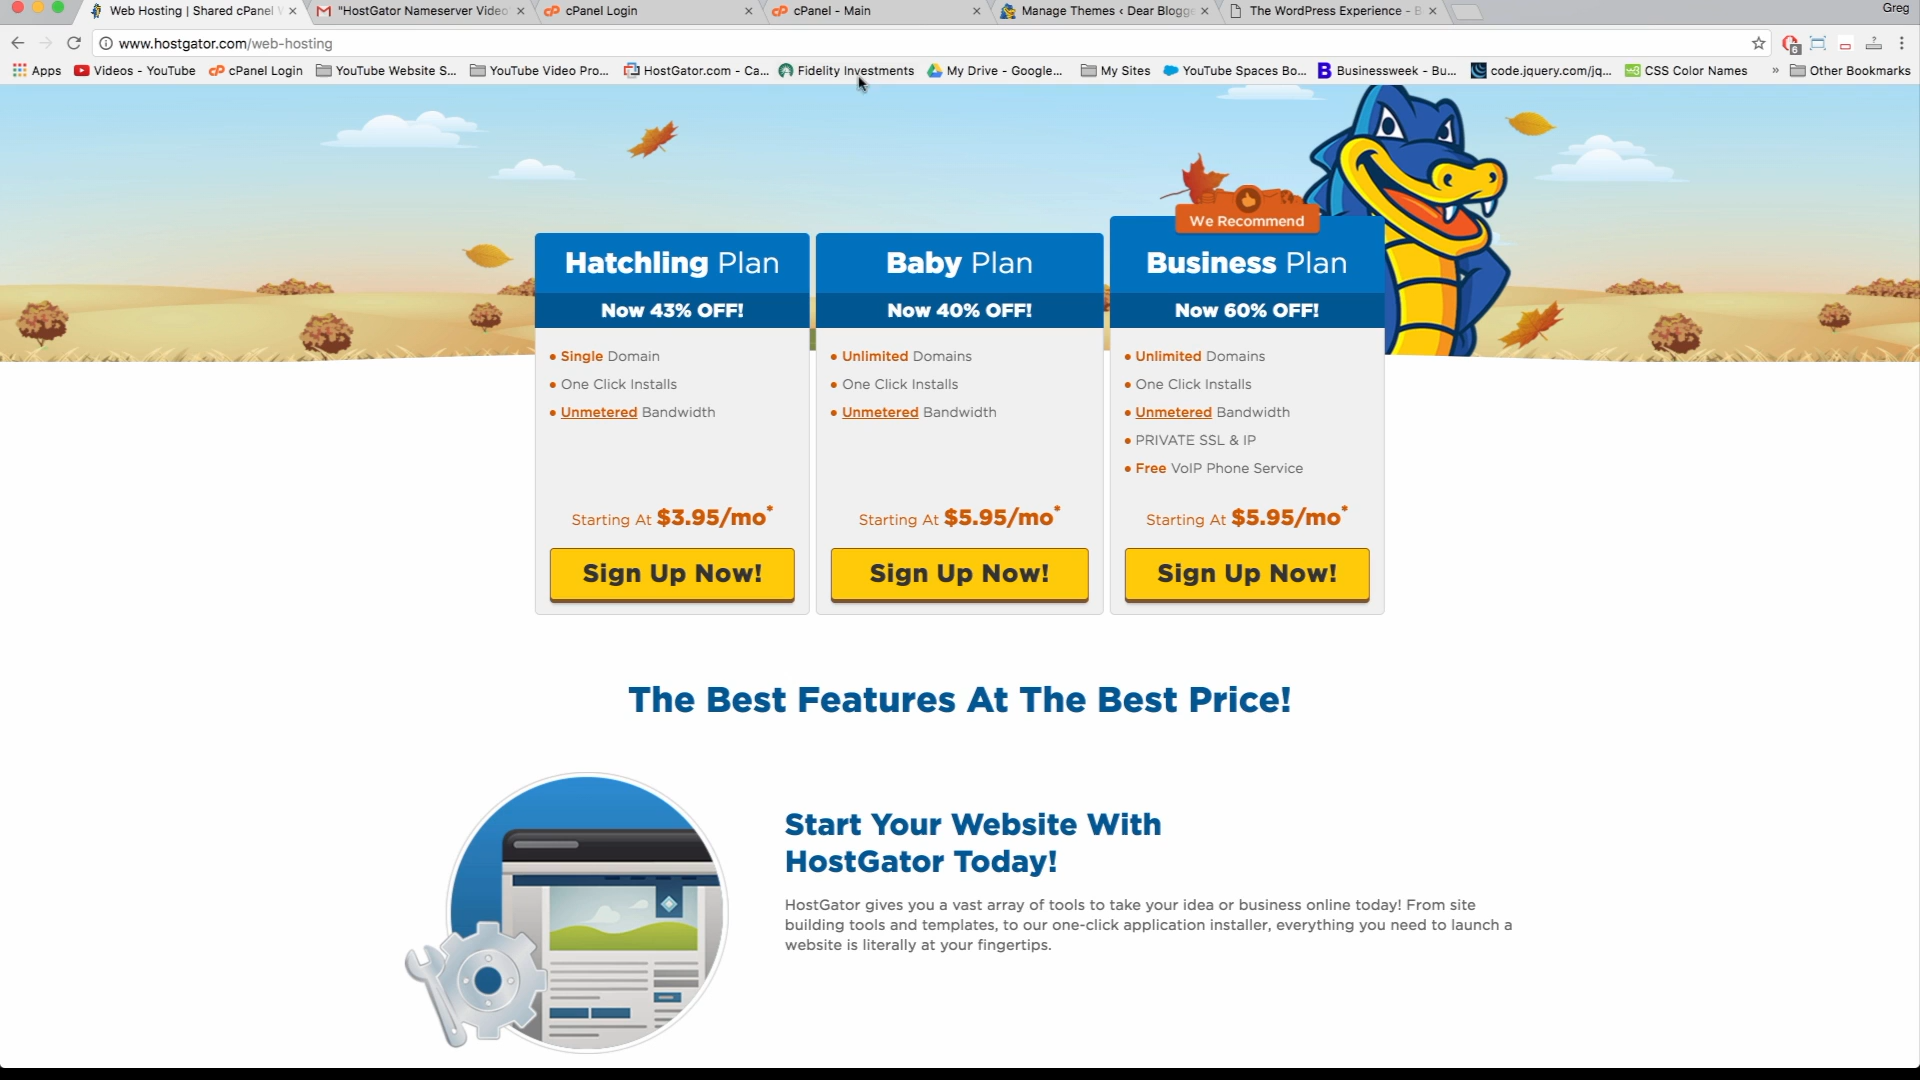 Web Hosting | Shared cPanel
"HostGator Nameserver Video
cPanel Login
cPanel - Main
Manage Themes ‹ Dear Blogge
The WordPress Experience - B
Greg
www.hostgator.com/web-hosting
6
Apps
Videos - YouTube
cPanel Login
YouTube Website S...
YouTube Video Pro...
HostGator.com - Ca...
Fidelity Investments
My Drive - Google...
My Sites
YouTube Spaces Bo...
Businessweek - Bu...
code.jquery.com/jq...
CSS Color Names
»
Other Bookmarks
We Recommend
Hatchling Plan
Now 43% OFF!
• Single Domain
• One Click Installs
• Unmetered Bandwidth
Starting At $3.95/mo*
Sign Up Now!
Baby Plan
Now 40% OFF!
• Unlimited Domains
• One Click Installs
• Unmetered Bandwidth
Starting At $5.95/mo*
Sign Up Now!
Business Plan
Now 60% OFF!
• Unlimited Domains
• One Click Installs
• Unmetered Bandwidth
• PRIVATE SSL & IP
• Free VoIP Phone Service
Starting At $5.95/mo*
Sign Up Now!
The Best Features At The Best Price!
Start Your Website With
HostGator Today!
HostGator gives you a vast array of tools to take your idea or business online today! From site
building tools and templates, to our one-click application installer, everything you need to launch a
website is literally at your fingertips.